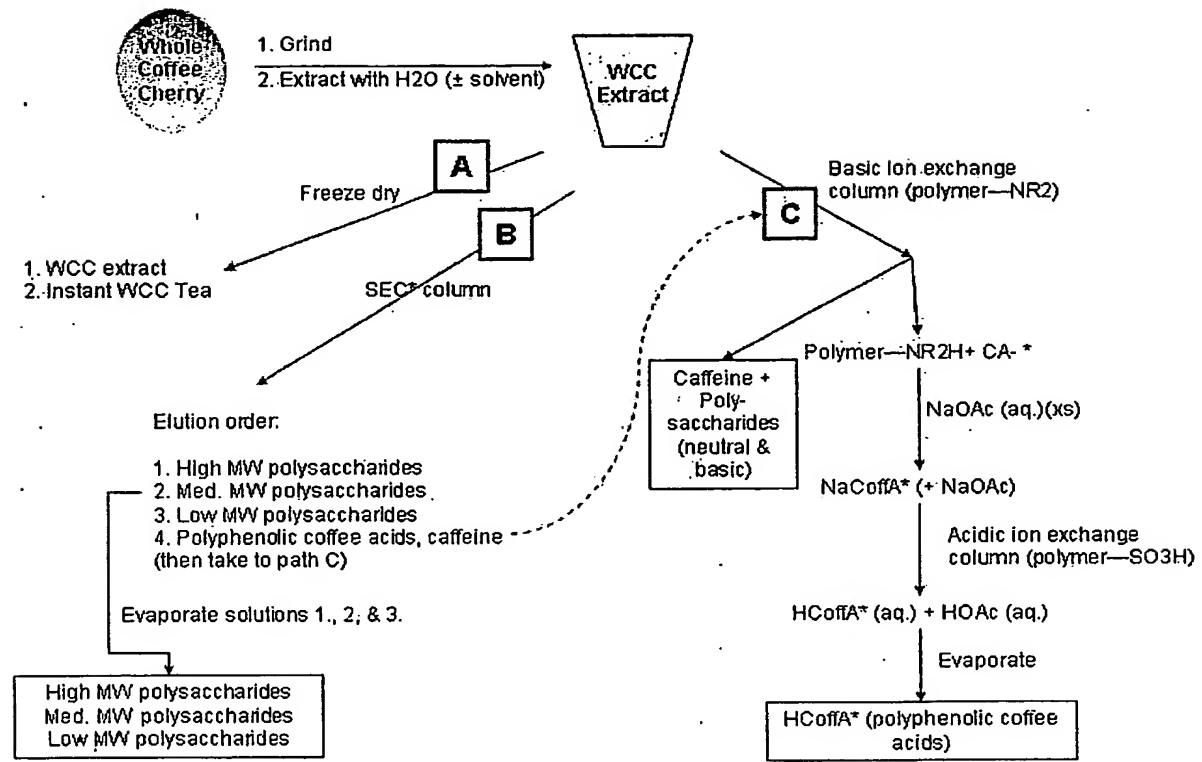 Whole
Coffee
Cherry
1. Grind
2. Extract with H2O (± solvent)
WCC
Extract
A
Freeze dry
B
1. WCC extract
2. Instant WCC Tea
SEC* column
C
Basic Ion exchange
column (polymer—NR2)
Elution order:
1. High MW polysaccharides
2. Med. MW polysaccharides
3. Low MW polysaccharides
4. Polyphenolic coffee acids, caffeine
(then take to path C)
Evaporate solutions 1., 2, & 3.
High MW polysaccharides
Med. MW polysaccharides
Low MW polysaccharides
Caffeine +
Poly-
saccharides
(neutral &
basic)
Polymer—NR2H+ CA- *
NaOAc (aq.)(xs)
NaCoffA* (+ NaOAc)
Acidic ion exchange
column (polymer—SO3H)
HCoffA* (aq.) + HOAc (aq.)
Evaporate
HCoffA* (polyphenolic coffee
acids)